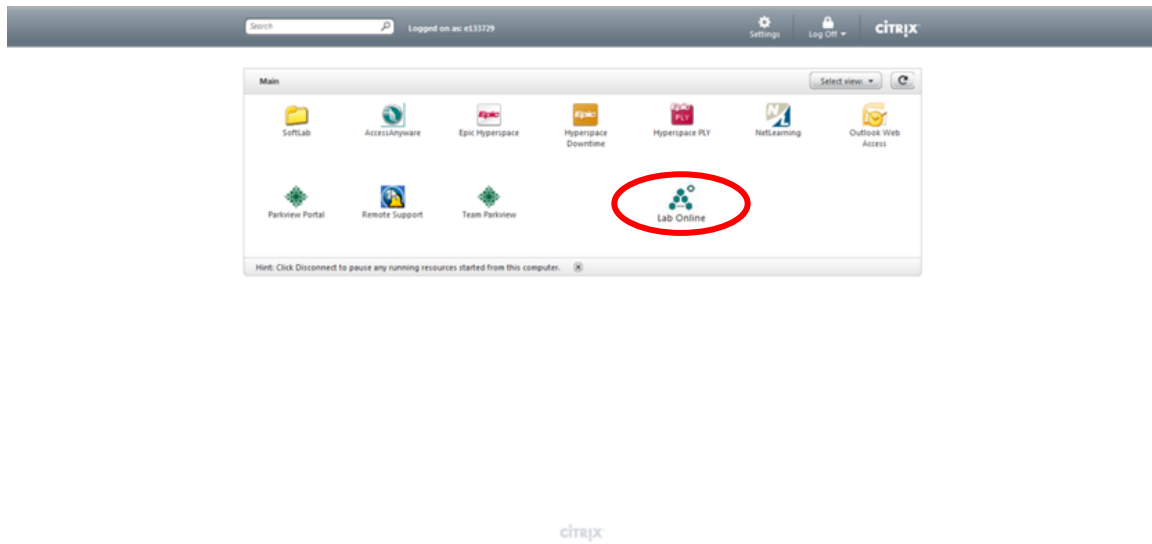 Search
Logged on as: e133729
Settings
Log Off
CITRIX
Main
Select view:
SoftLab
AccessAnyware
Epic
Epic Hyperspace
Epic
Hyperspace
Downtime
PLY
Hyperspace PLY
NL
NetLearning
Outlook Web
Access
Parkview Portal
Remote Support
Team Parkview
Lab Online
Hint: Click Disconnect to pause any running resources started from this computer.
CITRIX